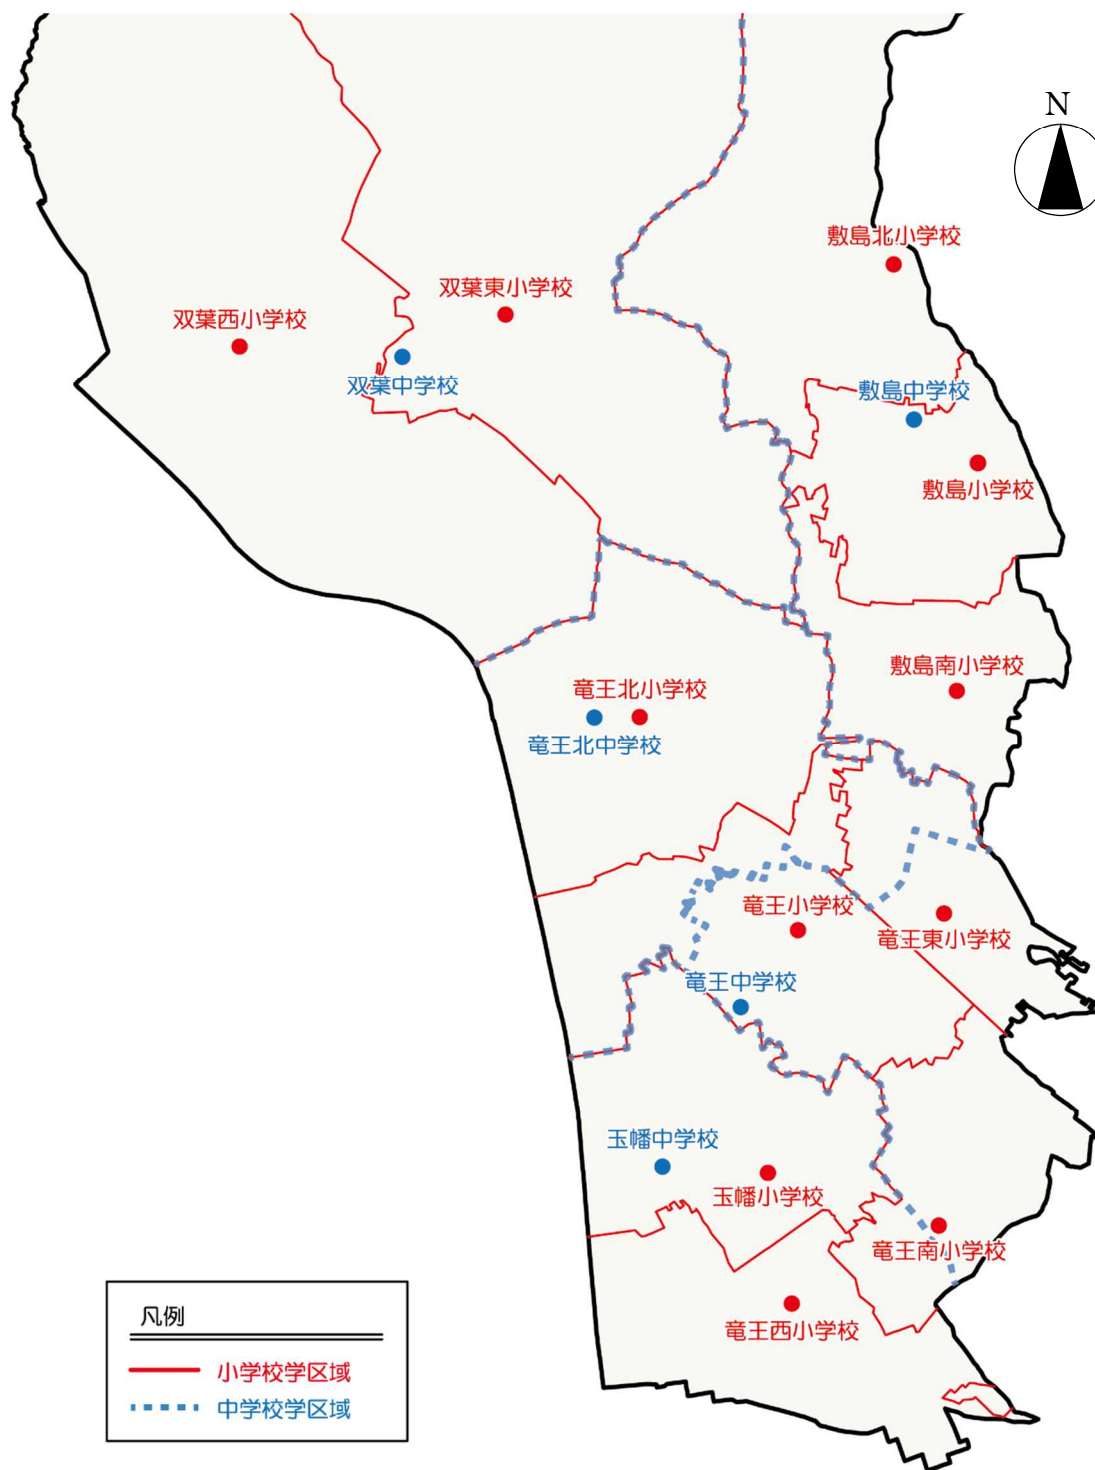 N
敷島北小学校
双葉東小学校
双葉西小学校
双葉中学校
敷島中学校
敷島小学校
敷島南小学校
竜王北小学校
竜王北中学校
竜王小学校
竜王東小学校
竜王中学校
玉幡中学校
玉幡小学校
竜王南小学校
竜王西小学校
凡例
小学校学区域
中学校学区域